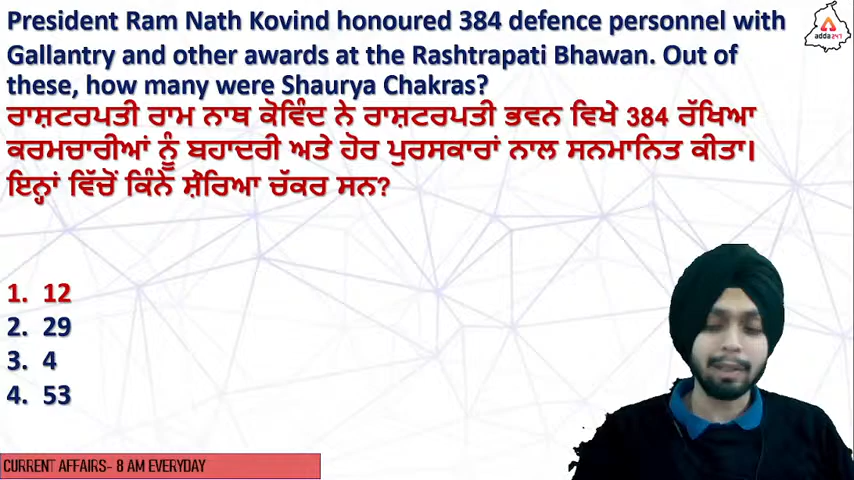 President Ram Nath Kovind honoured 384 defence personnel with
Gallantry and other awards at the Rashtrapati Bhawan. Out of
these, how many were Shaurya Chakras?
ਰਾਸ਼ਟਰਪਤੀ ਰਾਮ ਨਾਥ ਕੋਵਿੰਦ ਨੇ ਰਾਸ਼ਟਰਪਤੀ ਭਵਨ ਵਿਖੇ 384 ਰੱਖਿਆ
ਕਰਮਚਾਰੀਆਂ ਨੂੰ ਬਹਾਦਰੀ ਅਤੇ ਹੋਰ ਪੁਰਸਕਾਰਾਂ ਨਾਲ ਸਨਮਾਨਿਤ ਕੀਤਾ।
ਇਨ੍ਹਾਂ ਵਿੱਚੋਂ ਕਿੰਨੇ ਸ਼ੌਰਿਆ ਚੱਕਰ ਸਨ?
1. 12
2. 29
3. 4
4. 53
CURRENT AFFAIRS- 8 AM EVERYDAY
adda247